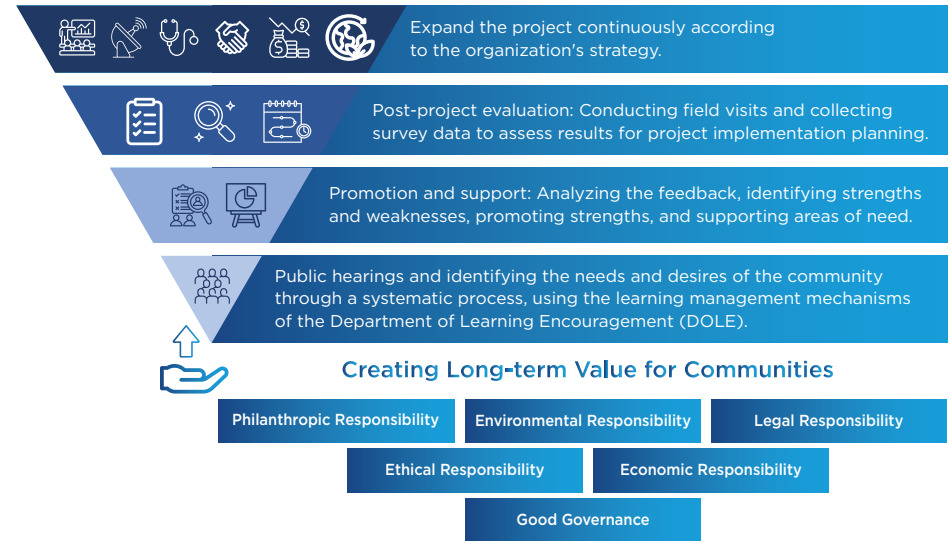 Expand the project continuously according
to the organization's strategy.
Post-project evaluation: Conducting field visits and collecting
survey data to assess results for project implementation planning.
Promotion and support: Analyzing the feedback, identifying strengths
and weaknesses, promoting strengths, and supporting areas of need.
Public hearings and identifying the needs and desires of the community
through a systematic process, using the learning management mechanisms
of the Department of Learning Encouragement (DOLE).
Creating Long-term Value for Communities
Philanthropic Responsibility
Environmental Responsibility
Legal Responsibility
Ethical Responsibility
Economic Responsibility
Good Governance